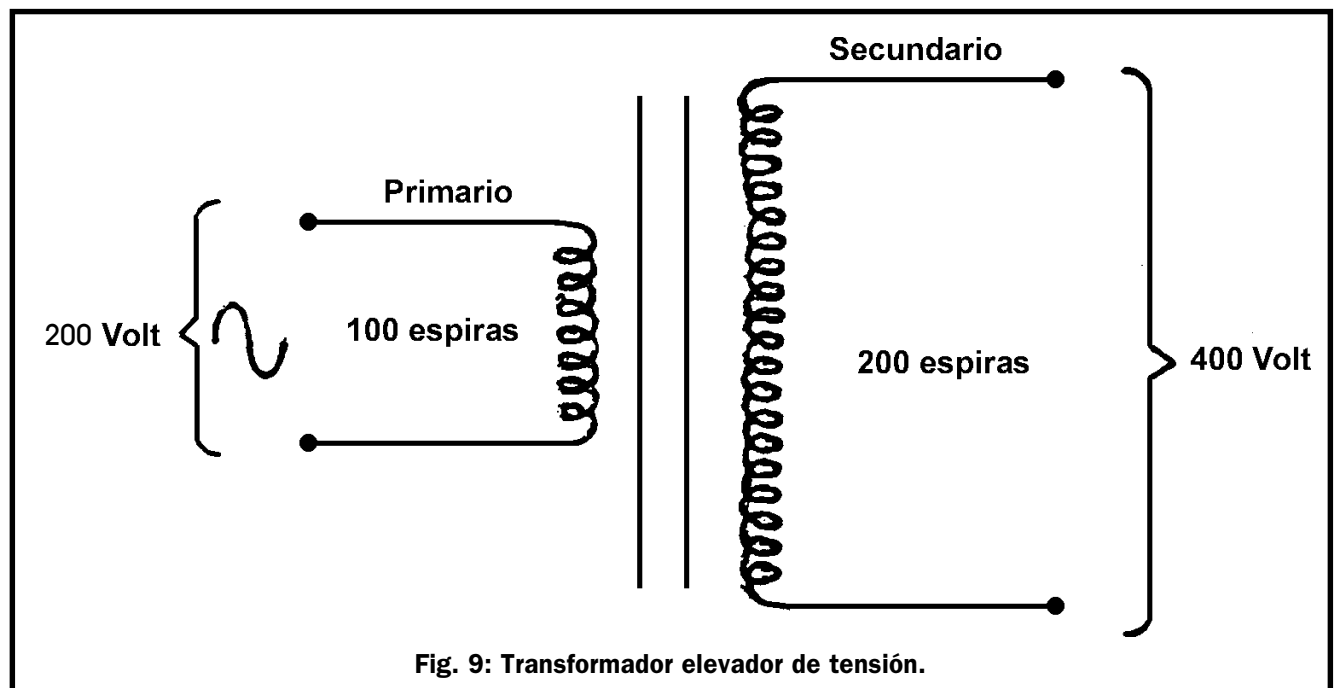 Secundario
Primario
200 Volt
100 espiras
200 espiras
400 Volt
Fig. 9: Transformador elevador de tensión.